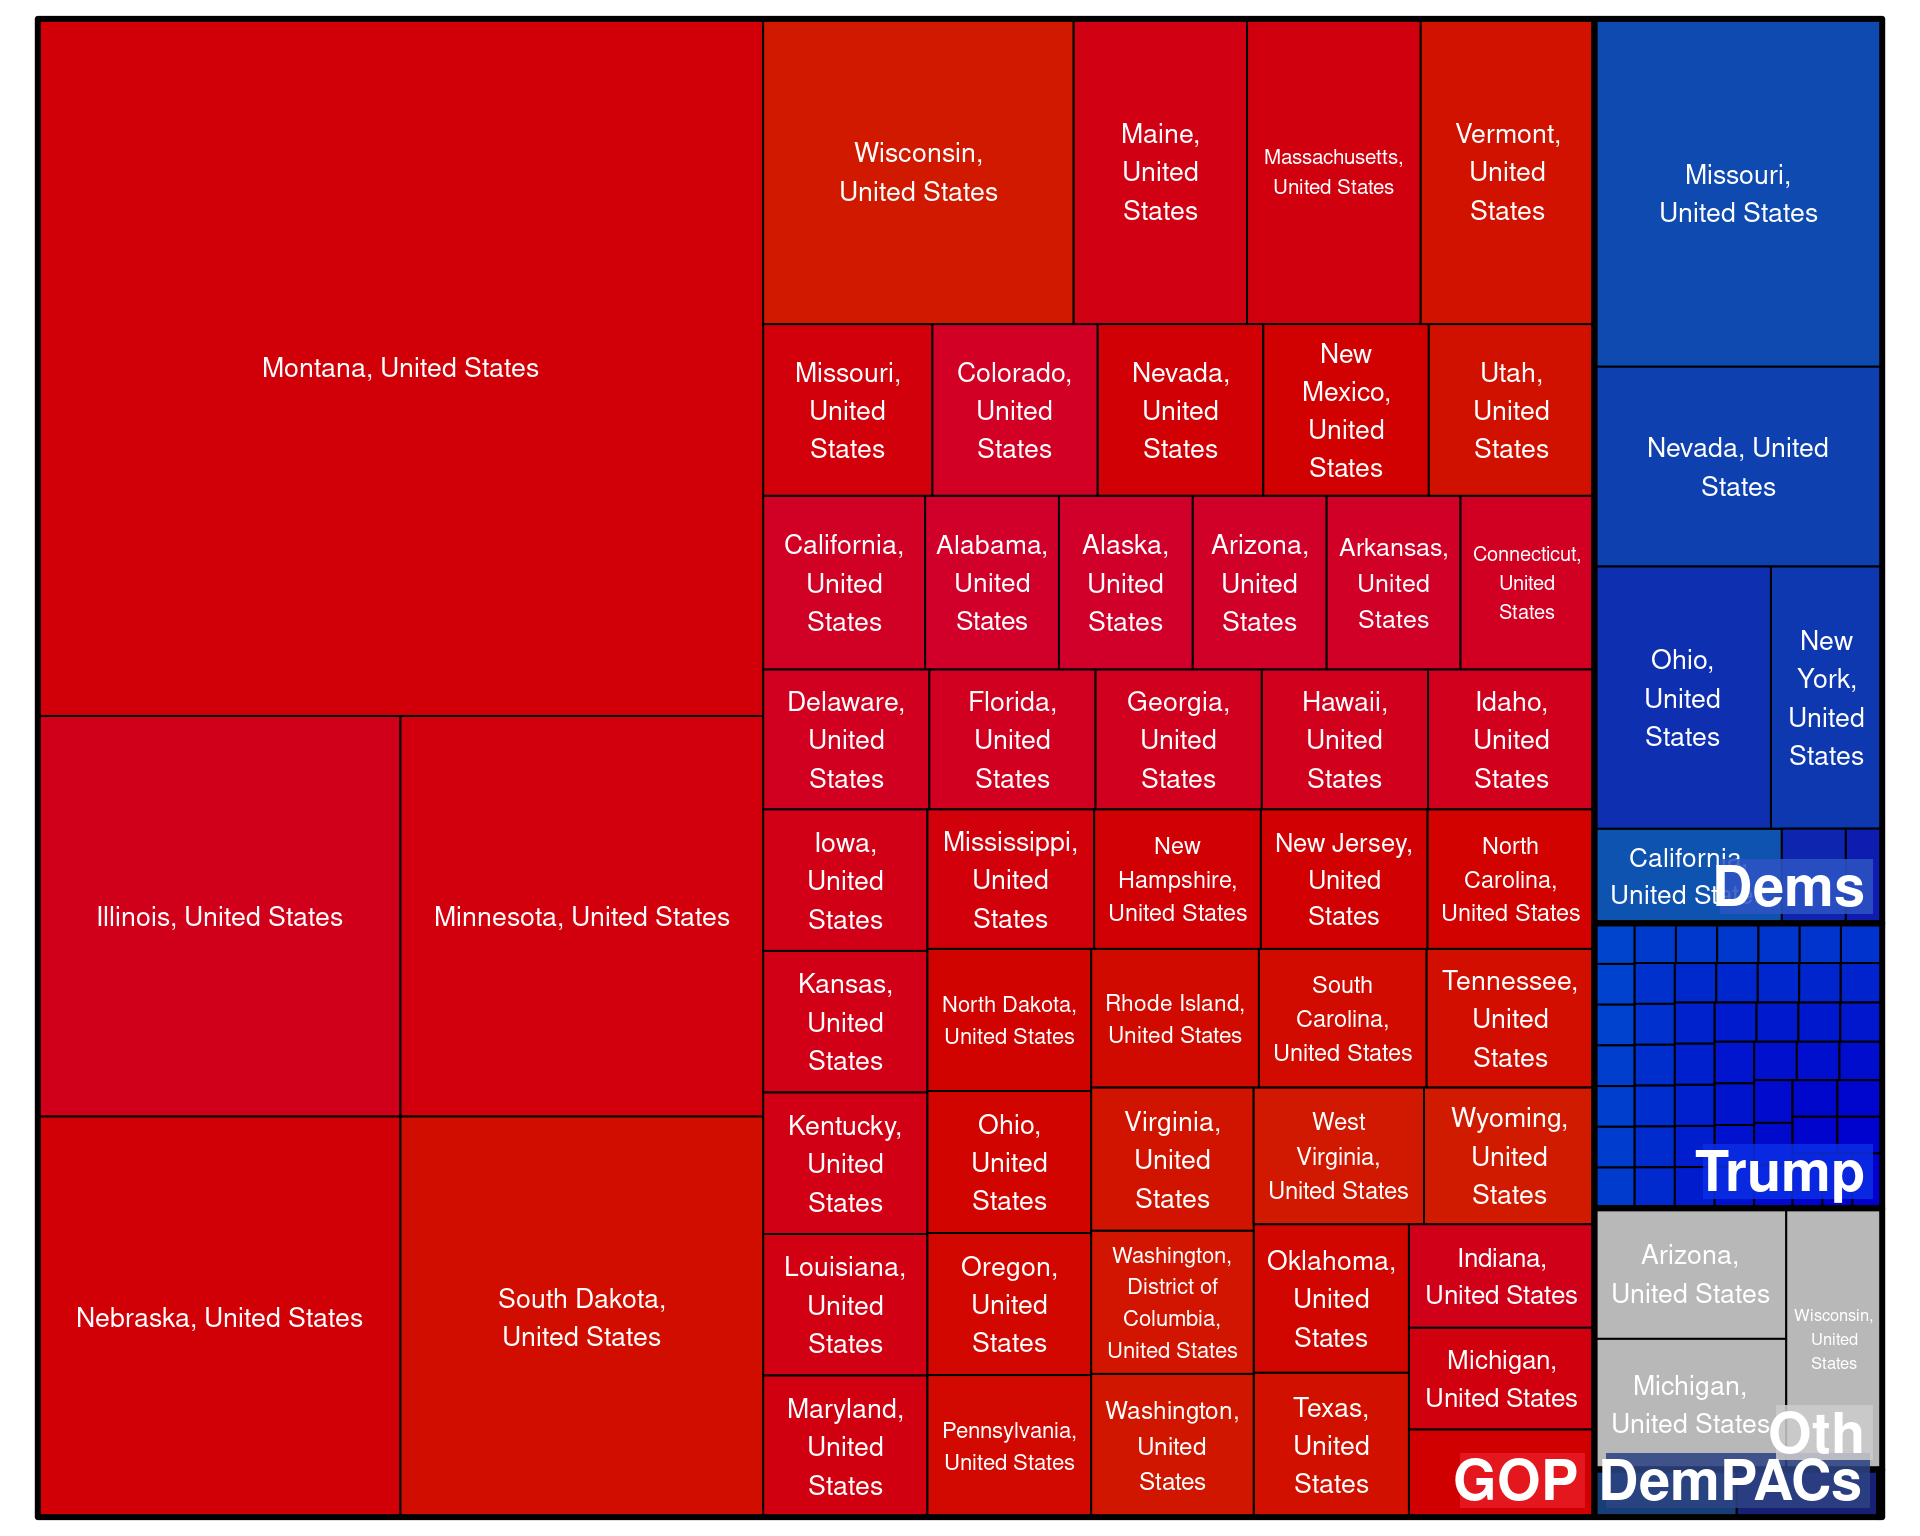 Montana, United States
Illinois, United States
Minnesota, United States
Nebraska, United States
South Dakota,
United States
Wisconsin,
United States
Maine,
United
States
Massachusetts,
United States
Vermont,
United
States
Missouri,
United
States
Colorado,
United
States
Nevada,
United
States
New
Mexico,
United
States
Utah,
United
States
California,
United
States
Alabama,
United
States
Alaska,
United
States
Arizona,
United
States
Arkansas,
United
States
Connecticut,
United
States
Delaware,
United
States
Florida,
United
States
Georgia,
United
States
Hawaii,
United
States
Idaho,
United
States
Iowa,
United
States
Mississippi,
United
States
New
Hampshire,
United States
New Jersey,
United
States
North
Carolina,
United States
Kansas,
United
States
North Dakota,
United States
Rhode Island,
United States
South
Carolina,
United States
Tennessee,
United
States
Kentucky,
United
States
Ohio,
United
States
Virginia,
United
States
West
Virginia,
United States
Wyoming,
United
States
Louisiana,
United
States
Oregon,
United
States
Washington,
District of
Columbia,
United States
Oklahoma,
United
States
Indiana,
United States
Michigan,
United States
Maryland,
United
States
Pennsylvania,
United States
Washington,
United
States
Texas,
United
States
GOP
Missouri,
United States
Nevada, United
States
Ohio,
United
States
New
York,
United
States
California,
United States
Dems
Trump
Arizona,
United States
Wisconsin,
United
States
Michigan,
United States
Oth
DemPACs